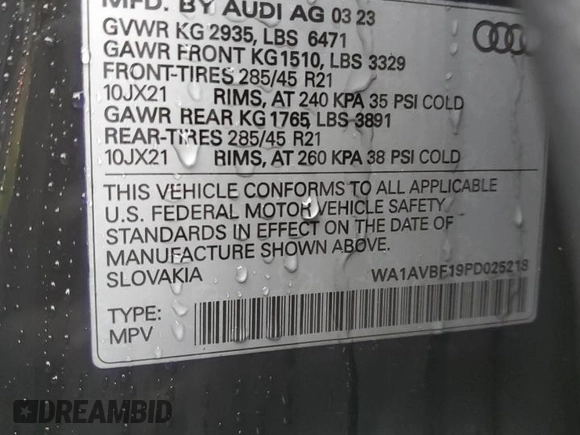 MFD. BY AUDI AG 03 23
GVWR KG 2935, LBS 6471
GAWR FRONT KG1510, LBS 3329
FRONT-TIRES 285/45 R21
10JX21 RIMS, AT 240 KPA 35 PSI COLD
GAWR REAR KG 1765 LBS 3891
REAR-TIRES 285/45 R21
10JX21 RIMS, AT 260 KPA 38 PSI COLD
THIS VEHICLE CONFORMS TO ALL APPLICABLE
U.S. FEDERAL MOTOR VEHICLE SAFETY
STANDARDS IN EFFECT ON THE DATE OF
MANUFACTURE SHOWN ABOVE.
SLOVAKIA WA1AVBF19PD025218
TYPE:
MPV
DREAMBID